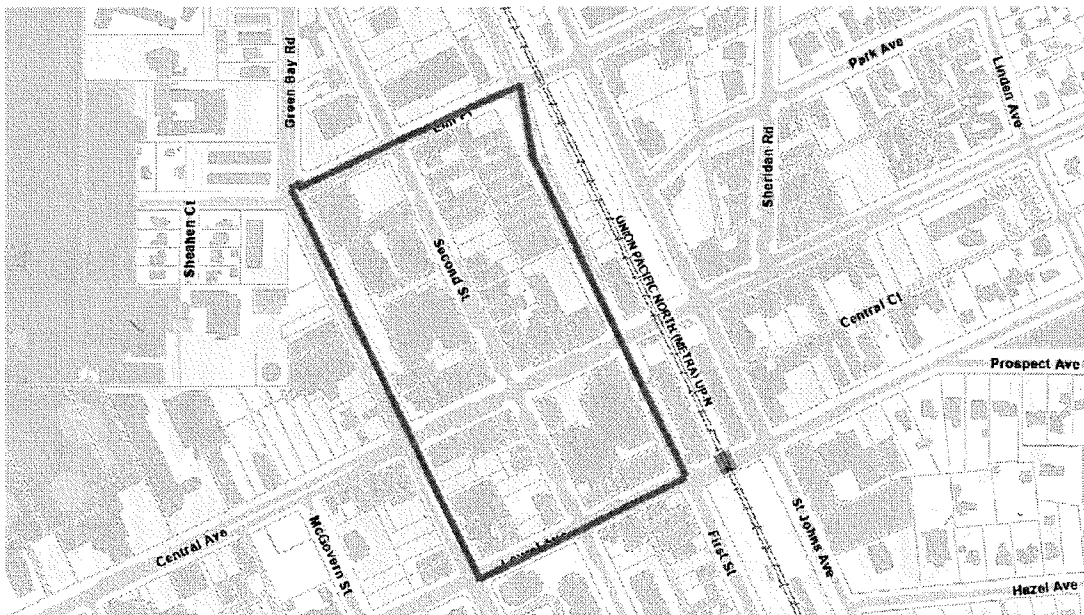 Green Bay Rd
Park Ave
Linden Ave
Sheridan Rd
Sheahen Ct
Second St
UNION PACIFIC NORTH (METRA) UP-N
Central Ct
Prospect Ave
Central Ave
McGovern St
First St
St Johns Ave
Hazel Ave